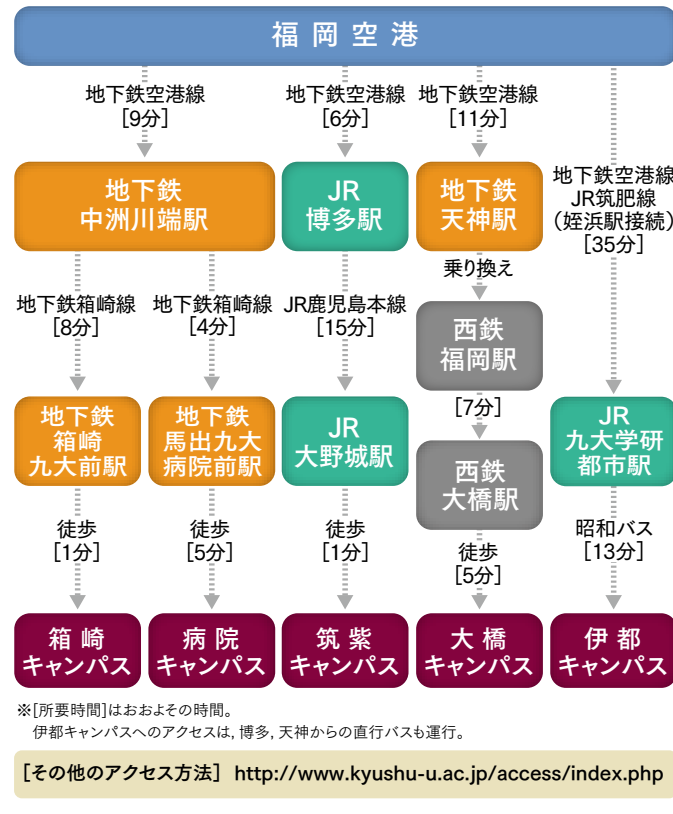 福岡空港
地下鉄空港線
[9分]
地下鉄空港線
[6分]
地下鉄空港線
[11分]
地下鉄空港線
JR筑肥線
(姪浜駅接続)
[35分]
地下鉄
中洲川端駅
JR
博多駅
地下鉄
天神駅
乗り換え
地下鉄箱崎線
[8分]
地下鉄箱崎線
[4分]
JR鹿児島本線
[15分]
西鉄
福岡駅
[7分]
地下鉄
箱崎
九大前駅
地下鉄
馬出九大
病院前駅
JR
大野城駅
西鉄
大橋駅
JR
九大学研
都市駅
徒歩
[1分]
徒歩
[5分]
徒歩
[1分]
徒歩
[5分]
昭和バス
[13分]
箱崎
キャンパス
病院
キャンパス
筑紫
キャンパス
大橋
キャンパス
伊都
キャンパス
※[所要時間]はおおよその時間。
伊都キャンパスへのアクセスは,博多,天神からの直行バスも運行。
[その他のアクセス方法] http://www.kyushu-u.ac.jp/access/index.php